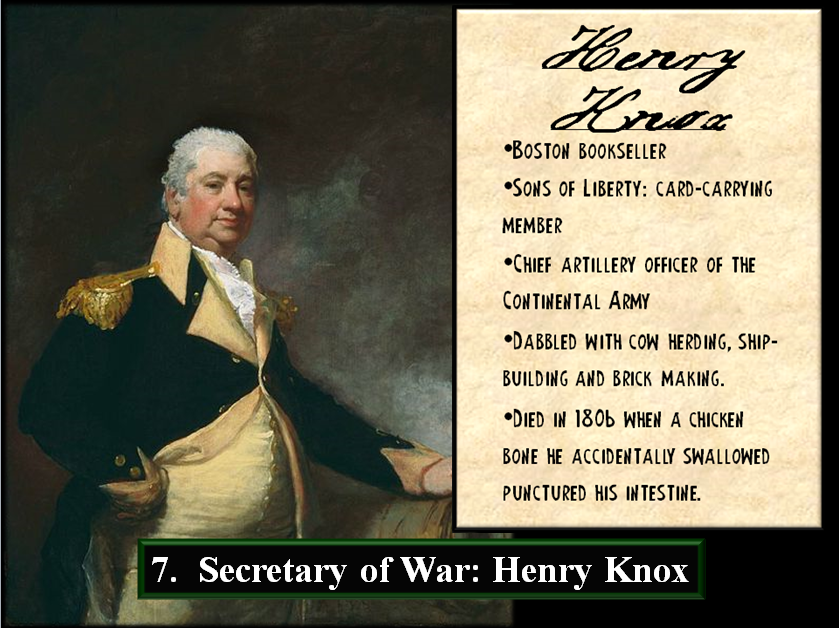 Henry
Knox
•Boston bookseller
•Sons of Liberty: card-carrying
member
•Chief artillery officer of the
Continental Army
•Dabbled with cow herding, ship-
building and brick making.
•Died in 1806 when a chicken
bone he accidentally swallowed
punctured his intestine.
7. Secretary of War: Henry Knox